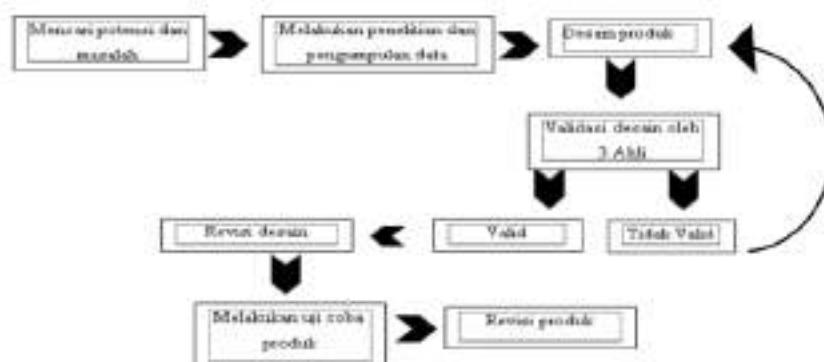 Mencari potensi dan
masalah
Melakukan penelitian dan
pengumpulan data
Desain produk
Validasi desain oleh
3 Ahli
Revisi desain
Valid
Tidak Valid
Melakukan uji coba
produk
Revisi produk